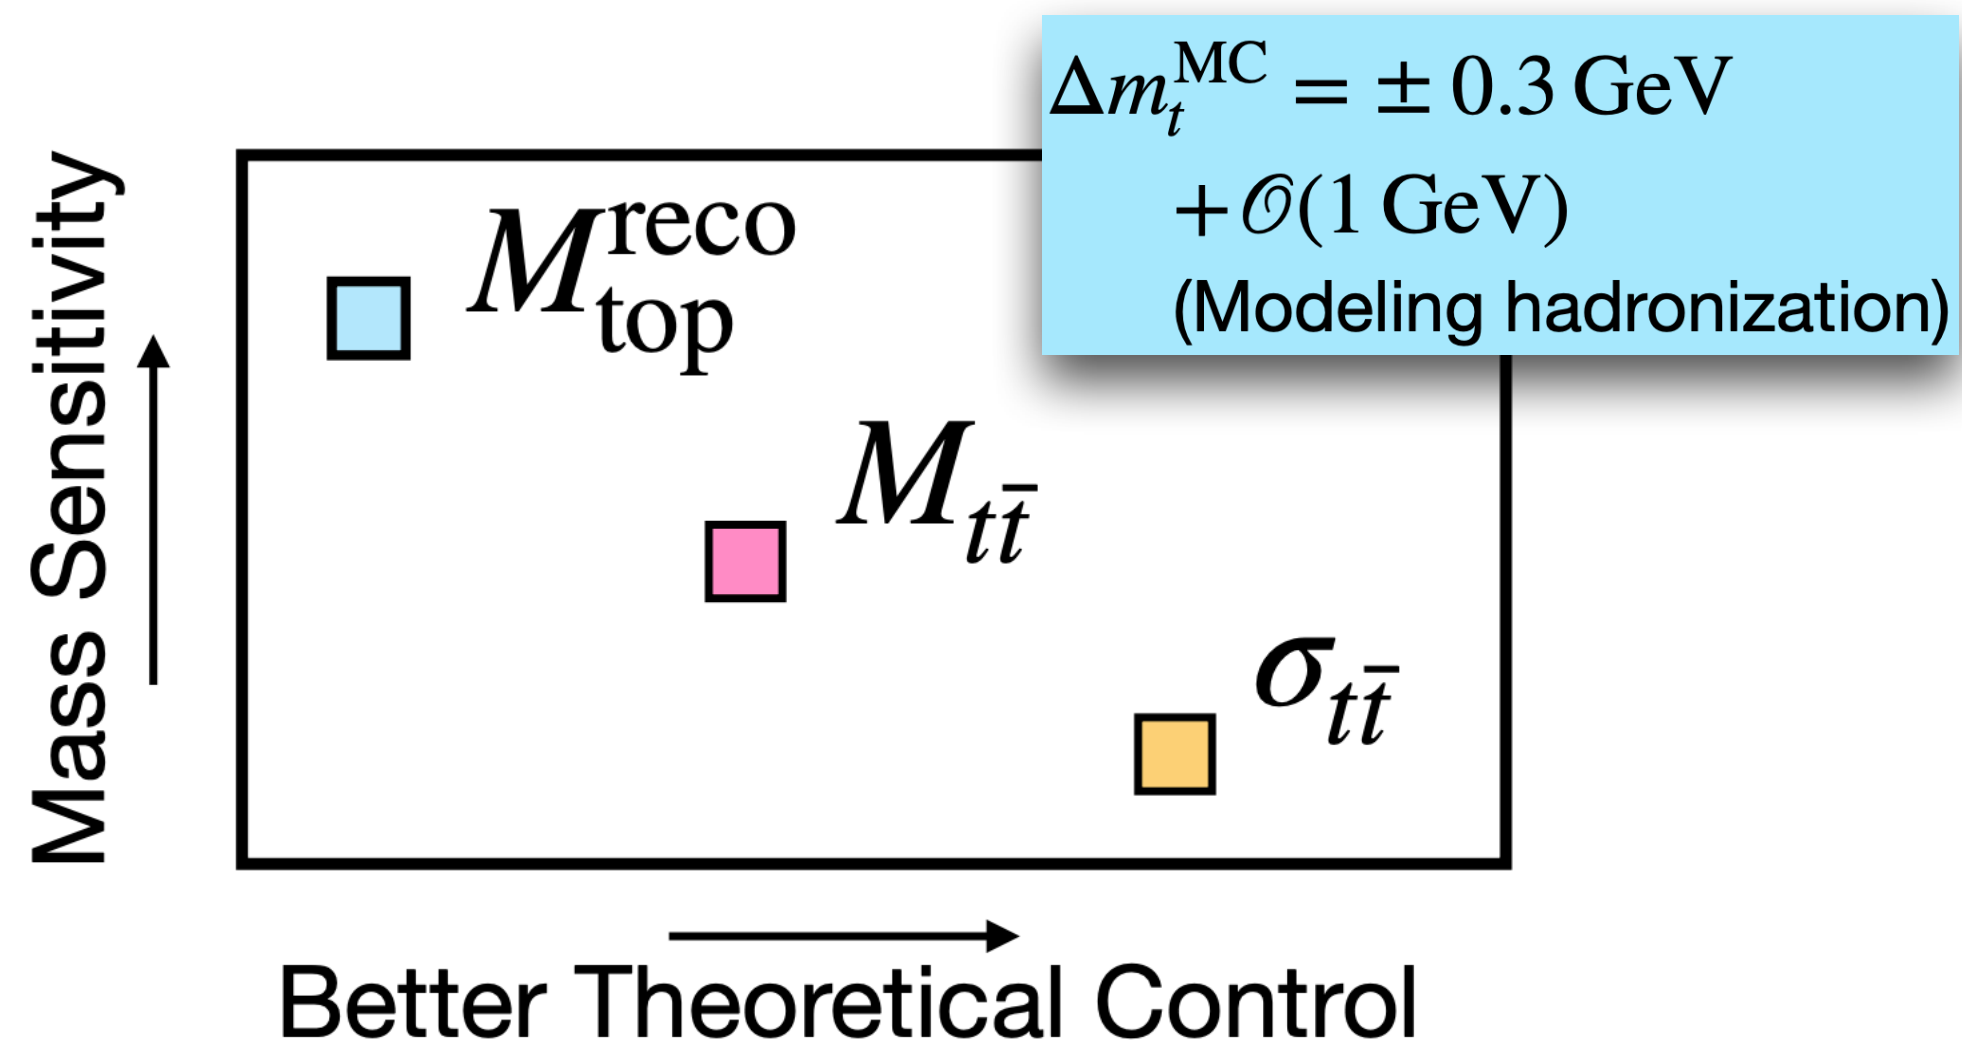 Δm_t^MC = ± 0.3 GeV
+𝒪(1 GeV)
(Modeling hadronization)
Mass Sensitivity
M_top^reco
M_tt̄
σ_tt̄
Better Theoretical Control